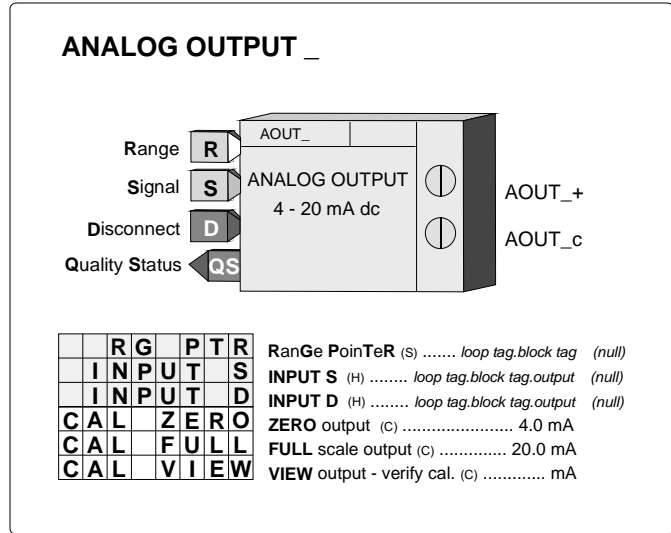 ANALOG OUTPUT _
Range R
Signal S
Disconnect D
Quality Status QS
AOUT_
ANALOG OUTPUT
4 - 20 mA dc
AOUT_+
AOUT_c
RG PTR RanGe PoinTeR (S) ....... loop tag.block tag (null)
INPUT S INPUT S (H) ........ loop tag.block tag.output (null)
INPUT D INPUT D (H) ........ loop tag.block tag.output (null)
CAL ZERO ZERO output (C) ....................... 4.0 mA
CAL FULL FULL scale output (C) .............. 20.0 mA
CAL VIEW VIEW output - verify cal. (C) ............. mA